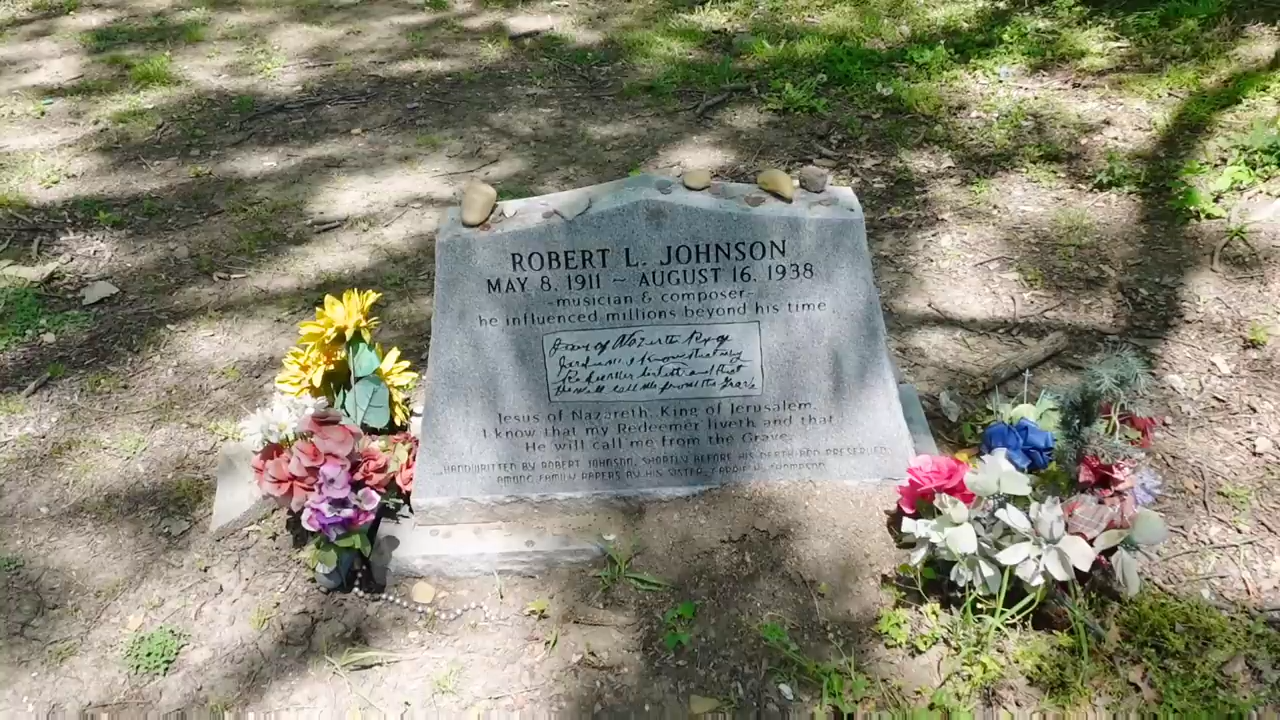 ROBERT L. JOHNSON
MAY 8, 1911 ~ AUGUST 16, 1938
-musician & composer-
he influenced millions beyond his time
Jesus of Nazareth, King of Jerusalem,
I know that my Redeemer liveth and that
He will call me from the Grave.
HANDWRITTEN BY ROBERT JOHNSON, SHORTLY BEFORE HIS DEATH AND PRESERVED
AMONG FAMILY PAPERS BY HIS SISTER, CARRIE H. THOMPSON